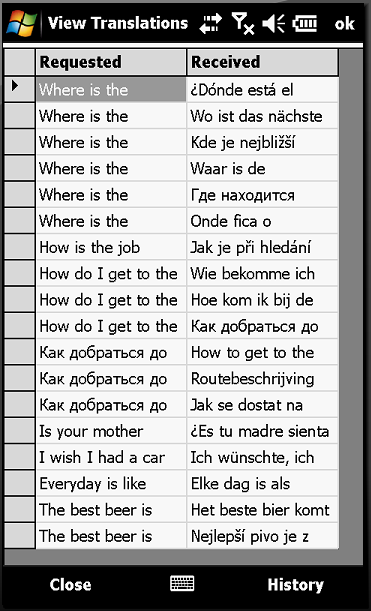 View Translations ok
Requested Received
Where is the ¿Dónde está el
Where is the Wo ist das nächste
Where is the Kde je nejbližší
Where is the Waar is de
Where is the Где находится
Where is the Onde fica o
How is the job Jak je při hledání
How do I get to the Wie bekomme ich
How do I get to the Hoe kom ik bij de
How do I get to the Как добраться до
Как добраться до How to get to the
Как добраться до Routebeschrijving
Как добраться до Jak se dostat na
Is your mother ¿Es tu madre sienta
I wish I had a car Ich wünschte, ich
Everyday is like Elke dag is als
The best beer is Het beste bier komt
The best beer is Nejlepší pivo je z
Close History